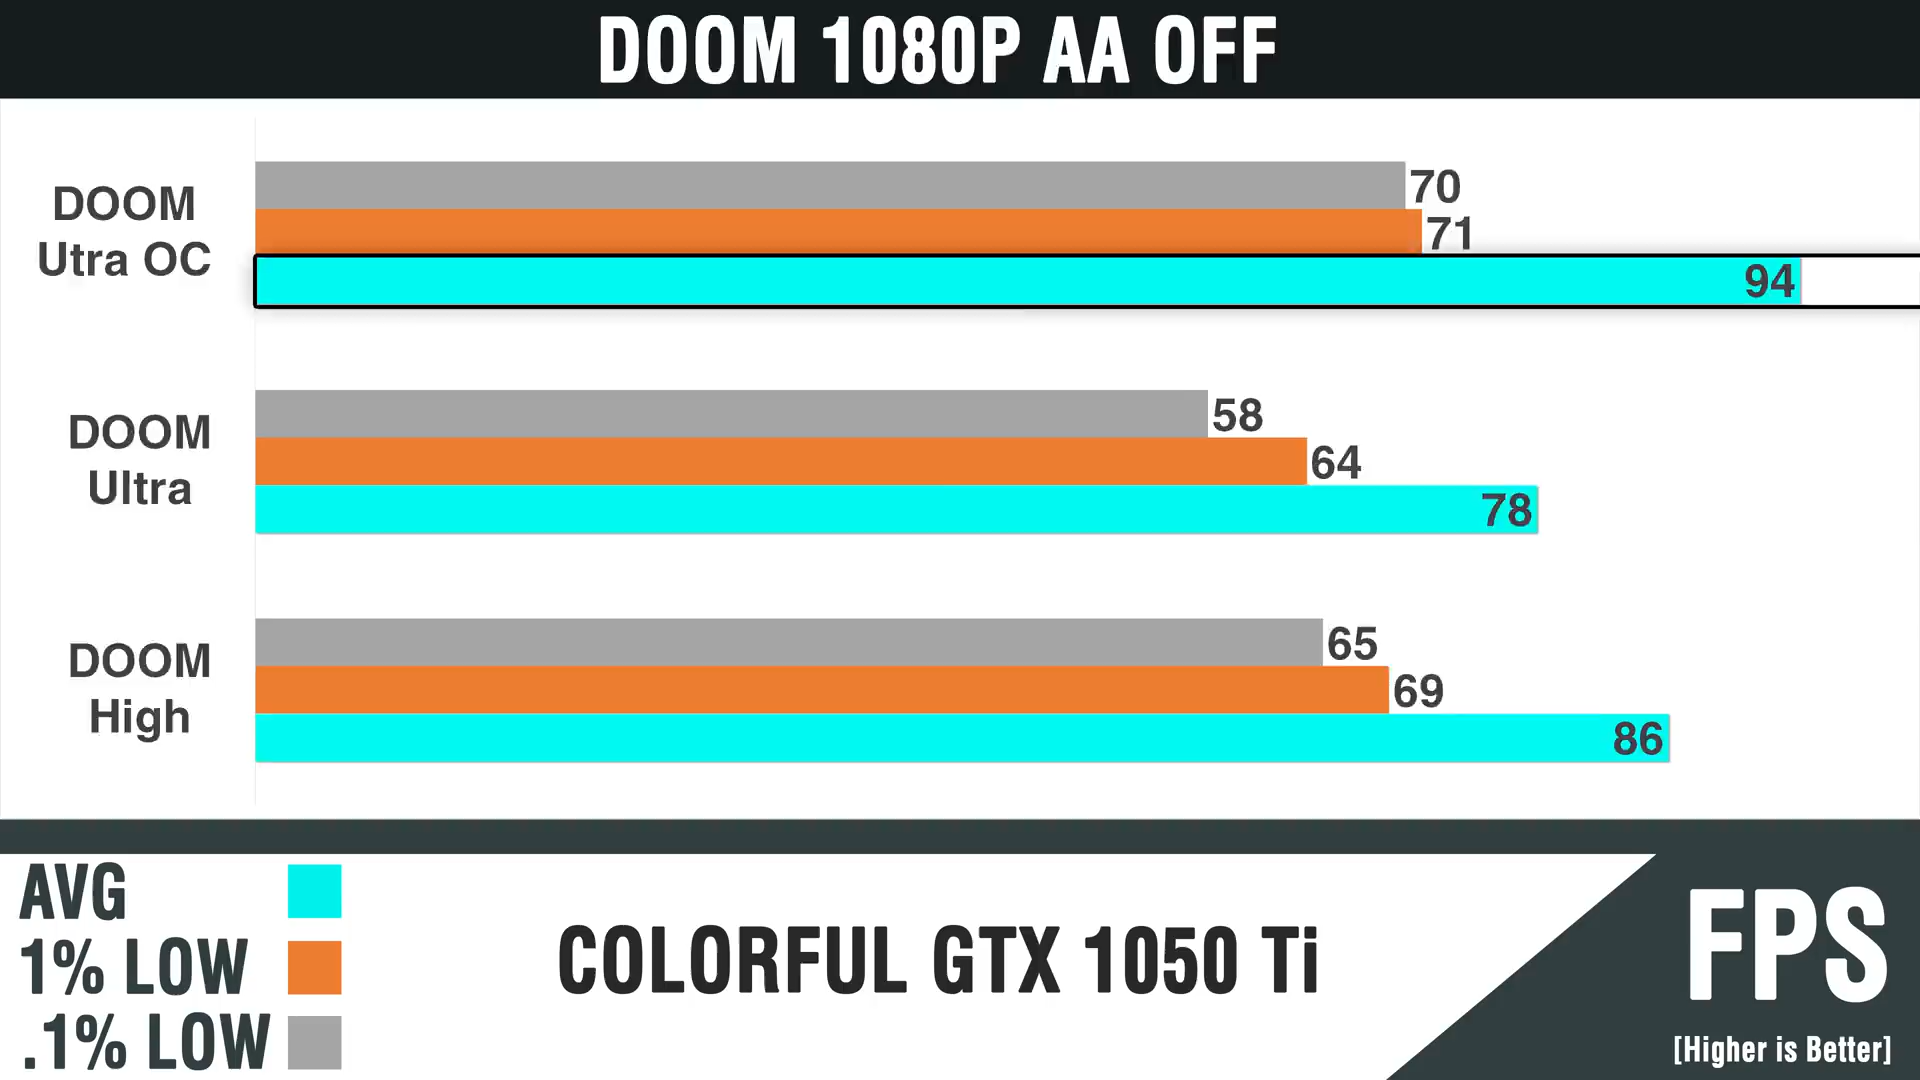 DOOM 1080P AA OFF
DOOM
Utra OC
70
71
94
DOOM
Ultra
58
64
78
DOOM
High
65
69
86
AVG
1% LOW
.1% LOW
COLORFUL GTX 1050 Ti
FPS
[Higher is Better]